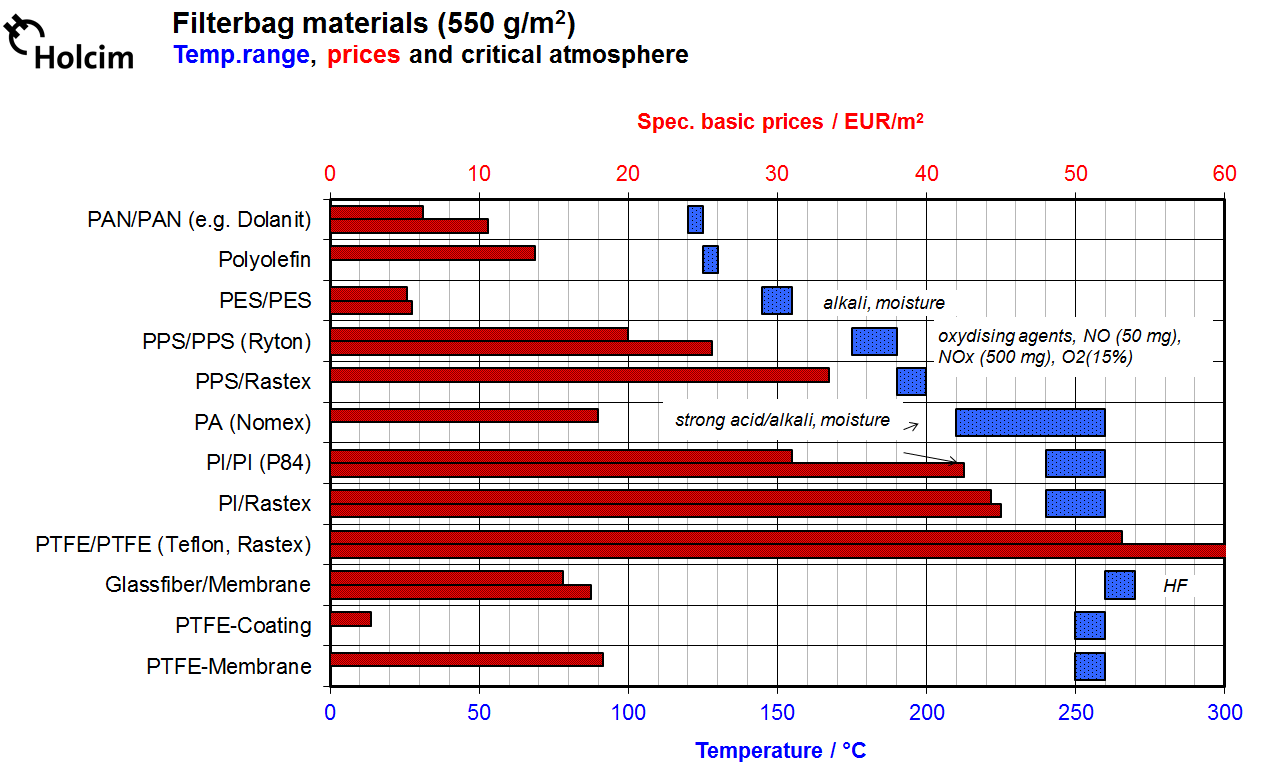 Holcim
Filterbag materials (550 g/m²)
Temp.range, prices and critical atmosphere
Spec. basic prices / EUR/m²
0 10 20 30 40 50 60
PAN/PAN (e.g. Dolanit)
Polyolefin
PES/PES
alkali, moisture
PPS/PPS (Ryton)
oxydising agents, NO (50 mg),
NOx (500 mg), O2(15%)
PPS/Rastex
PA (Nomex)
strong acid/alkali, moisture
PI/PI (P84)
PI/Rastex
PTFE/PTFE (Teflon, Rastex)
Glassfiber/Membrane
HF
PTFE-Coating
PTFE-Membrane
0 50 100 150 200 250 300
Temperature / °C